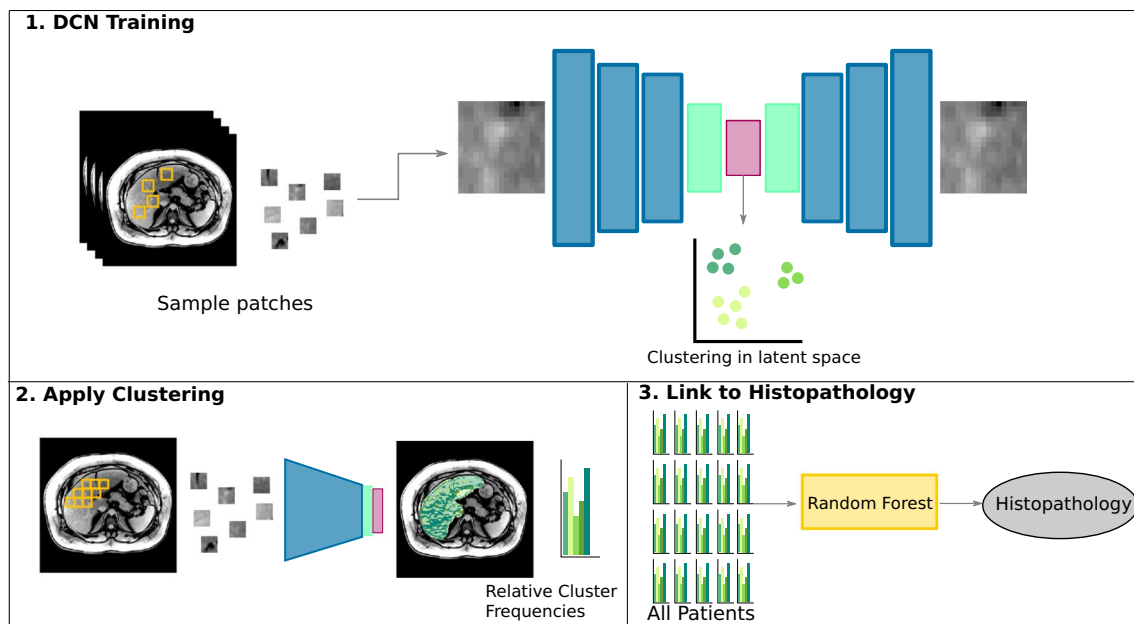 1. DCN Training
Sample patches
Clustering in latent space
2. Apply Clustering
Relative Cluster
Frequencies
3. Link to Histopathology
Random Forest
Histopathology
All Patients